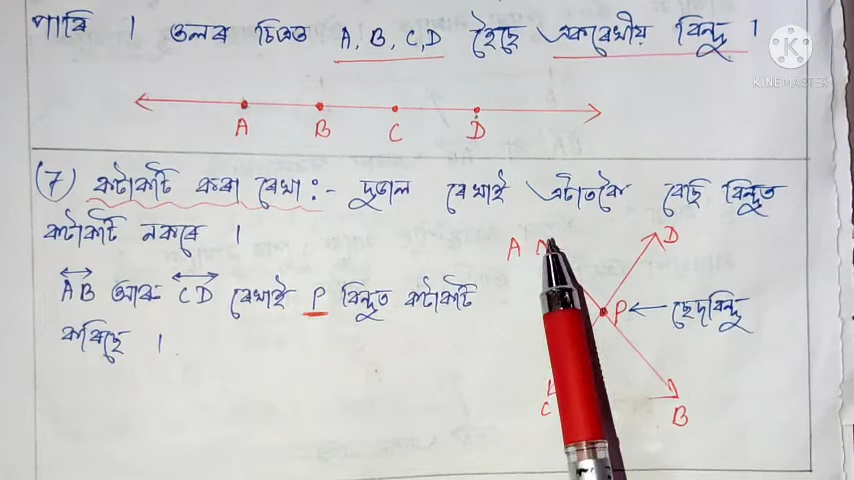 পাৰি । তলৰ চিত্ৰত A, B, C, D হৈছে একৰেখীয় বিন্দু ।
KINEMASTER
A B C D
(7) কটাকটি কৰা ৰেখা :- দুডাল ৰেখাই এটাতকৈ বেছি বিন্দুত
কটাকটি নকৰে ।
A D
AB আৰু CD ৰেখাই P বিন্দুত কটাকটি
P ← ছেদবিন্দু
কৰিছে ।
C B